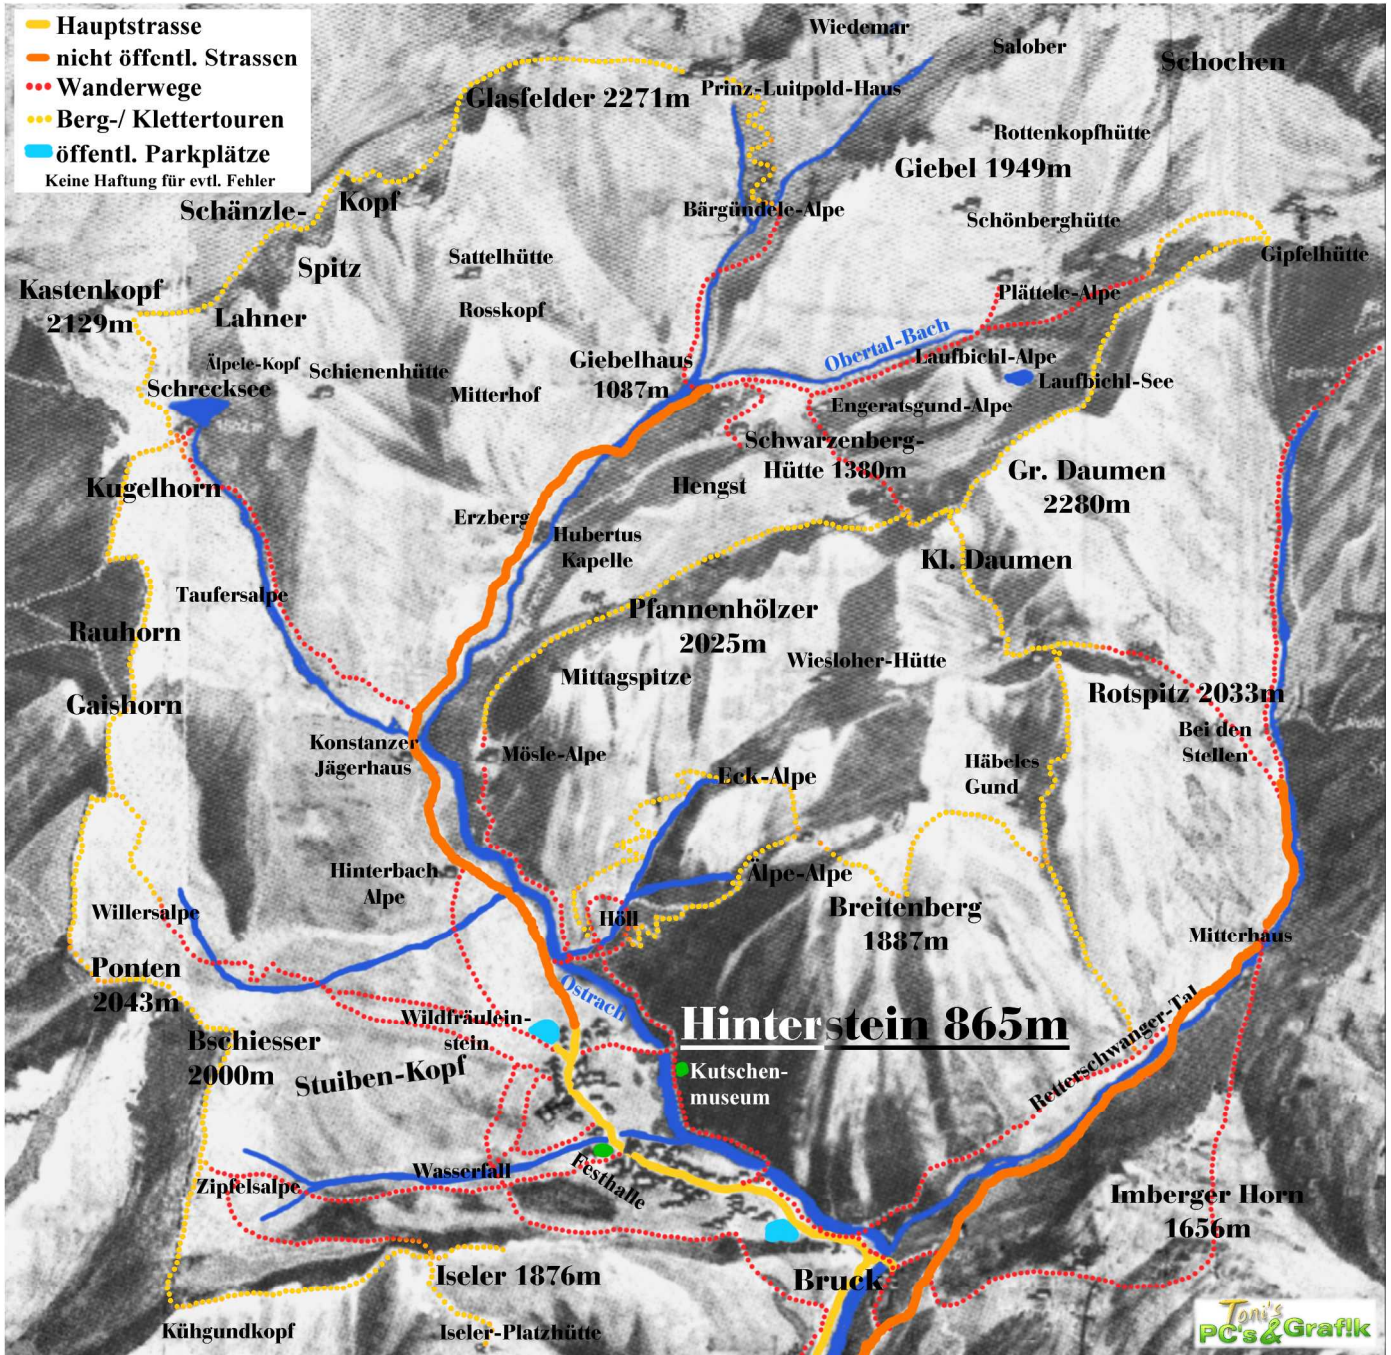 Hauptstrasse
nicht öffentl. Strassen
Wanderwege
Berg-/ Klettertouren
öffentl. Parkplätze
Keine Haftung für evtl. Fehler
Wiedemar
Salober
Schochen
Glasfelder 2271m
Prinz-Luitpold-Haus
Rottenkopfhütte
Giebel 1949m
Schänzle-
Kopf
Bärgündele-Alpe
Schönberghütte
Sattelhütte
Gipfelhütte
Spitz
Kastenkopf
2129m
Plättele-Alpe
Rosskopf
Lahner
Obertal-Bach
Giebelhaus
1087m
Älpele-Kopf
Schienenhütte
Laufbichl-Alpe
Laufbichl-See
Schrecksee
Mitterhof
Engeratsgund-Alpe
Schwarzenberg-
Hütte 1380m
Gr. Daumen
2280m
Kugelhorn
Hengst
Erzberg
Hubertus
Kapelle
Kl. Daumen
Taufersalpe
Pfannenhölzer
2025m
Rauhorn
Wiesloher-Hütte
Mittagspitze
Rotspitz 2033m
Gaishorn
Bei den
Stellen
Konstanzer
Jägerhaus
Mösle-Alpe
Häbeles
Gund
Eck-Alpe
Hinterbach
Alpe
Älpe-Alpe
Willersalpe
Höll
Breitenberg
1887m
Mitterhaus
Ponten
2043m
Ostrach
Wildfräulein-
stein
Hinterstein 865m
Retterschwanger-Tal
Bschiesser
2000m
Stuiben-Kopf
Kutschen-
museum
Wasserfall
Festhalle
Zipfelsalpe
Imberger Horn
1656m
Iseler 1876m
Bruck
Kühgundkopf
Iseler-Platzhütte
Toni's
PC's & Grafik